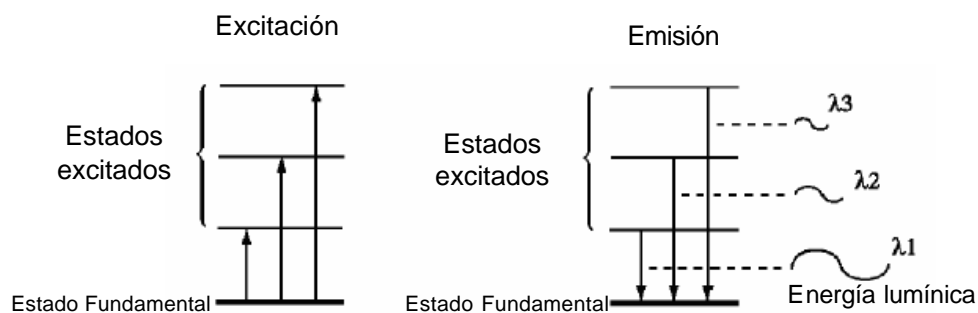 Excitación
Emisión
Estados
excitados
Estado Fundamental
Estados
excitados
λ3
λ2
λ1
Estado Fundamental
Energía lumínica